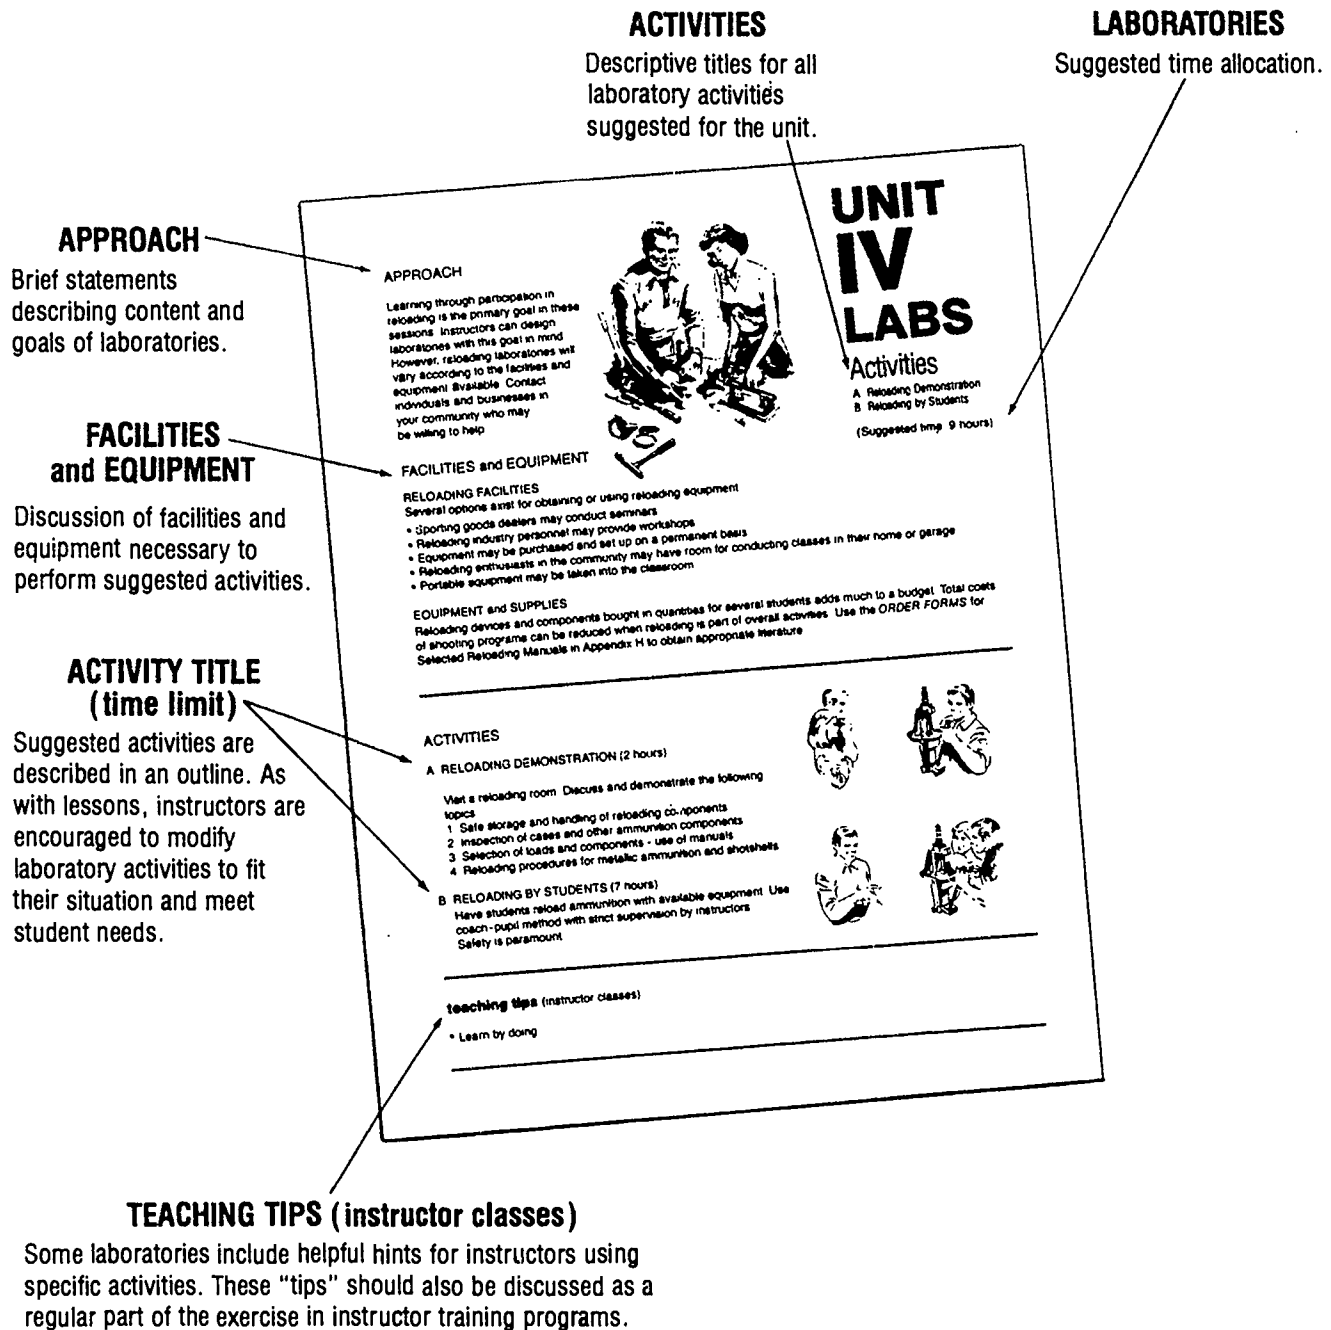 ACTIVITIES
Descriptive titles for all
laboratory activities
suggested for the unit.
LABORATORIES
Suggested time allocation.
APPROACH
Brief statements
describing content and
goals of laboratories.
FACILITIES
and EQUIPMENT
Discussion of facilities and
equipment necessary to
perform suggested activities.
ACTIVITY TITLE
(time limit)
Suggested activities are
described in an outline. As
with lessons, instructors are
encouraged to modify
laboratory activities to fit
their situation and meet
student needs.
UNIT
IV
LABS
Activities
A Reloading Demonstration
B Reloading by Students
(Suggested time 9 hours)
APPROACH
Learning through participation in
reloading is the primary goal in these
sessions Instructors can design
laboratories with this goal in mind
However, reloading laboratories will
vary according to the facilities and
equipment available Contact
individuals and businesses in
your community who may
be willing to help
FACILITIES and EQUIPMENT
RELOADING FACILITIES
Several options exist for obtaining or using reloading equipment
• Sporting goods dealers may conduct seminars
• Reloading industry personnel may provide workshops
• Equipment may be purchased and set up on a permanent basis
• Reloading enthusiasts in the community may have room for conducting classes in their home or garage
• Portable equipment may be taken into the classroom
EQUIPMENT and SUPPLIES
Reloading devices and components bought in quantities for several students adds much to a budget Total costs
of shooting programs can be reduced when reloading is part of overall activities Use the ORDER FORMS for
Selected Reloading Manuals in Appendix H to obtain appropriate literature
ACTIVITIES
A RELOADING DEMONSTRATION (2 hours)
Visit a reloading room Discuss and demonstrate the following
topics
1 Safe storage and handling of reloading components
2 Inspection of cases and other ammunition components
3 Selection of loads and components - use of manuals
4 Reloading procedures for metallic ammunition and shotshells
B RELOADING BY STUDENTS (7 hours)
Have students reload ammunition with available equipment Use
coach-pupil method with strict supervision by instructors
Safety is paramount
teaching tips (instructor classes)
• Learn by doing
TEACHING TIPS (instructor classes)
Some laboratories include helpful hints for instructors using
specific activities. These "tips" should also be discussed as a
regular part of the exercise in instructor training programs.